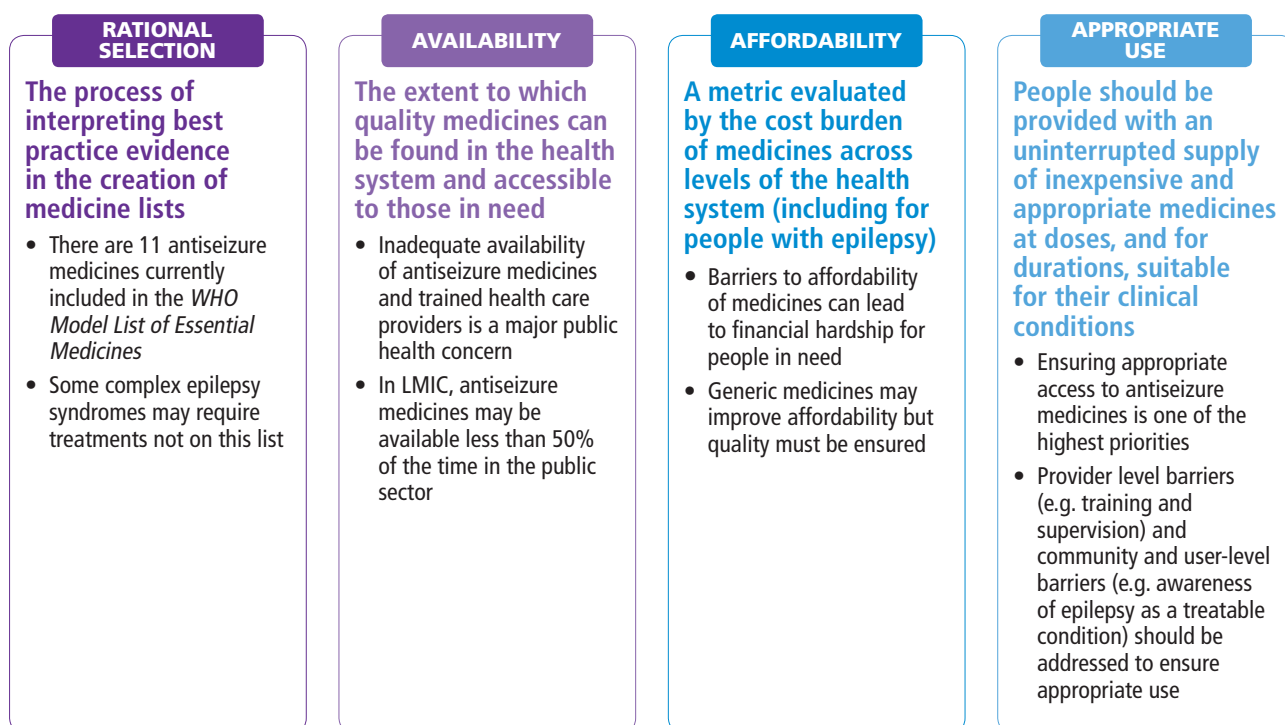 RATIONAL
SELECTION
The process of
interpreting best
practice evidence
in the creation of
medicine lists
• There are 11 antiseizure
medicines currently
included in the WHO
Model List of Essential
Medicines
• Some complex epilepsy
syndromes may require
treatments not on this list
AVAILABILITY
The extent to which
quality medicines can
be found in the health
system and accessible
to those in need
• Inadequate availability
of antiseizure medicines
and trained health care
providers is a major public
health concern
• In LMIC, antiseizure
medicines may be
available less than 50%
of the time in the public
sector
AFFORDABILITY
A metric evaluated
by the cost burden
of medicines across
levels of the health
system (including for
people with epilepsy)
• Barriers to affordability
of medicines can lead
to financial hardship for
people in need
• Generic medicines may
improve affordability but
quality must be ensured
APPROPRIATE
USE
People should be
provided with an
uninterrupted supply
of inexpensive and
appropriate medicines
at doses, and for
durations, suitable
for their clinical
conditions
• Ensuring appropriate
access to antiseizure
medicines is one of the
highest priorities
• Provider level barriers
(e.g. training and
supervision) and
community and user-level
barriers (e.g. awareness
of epilepsy as a treatable
condition) should be
addressed to ensure
appropriate use